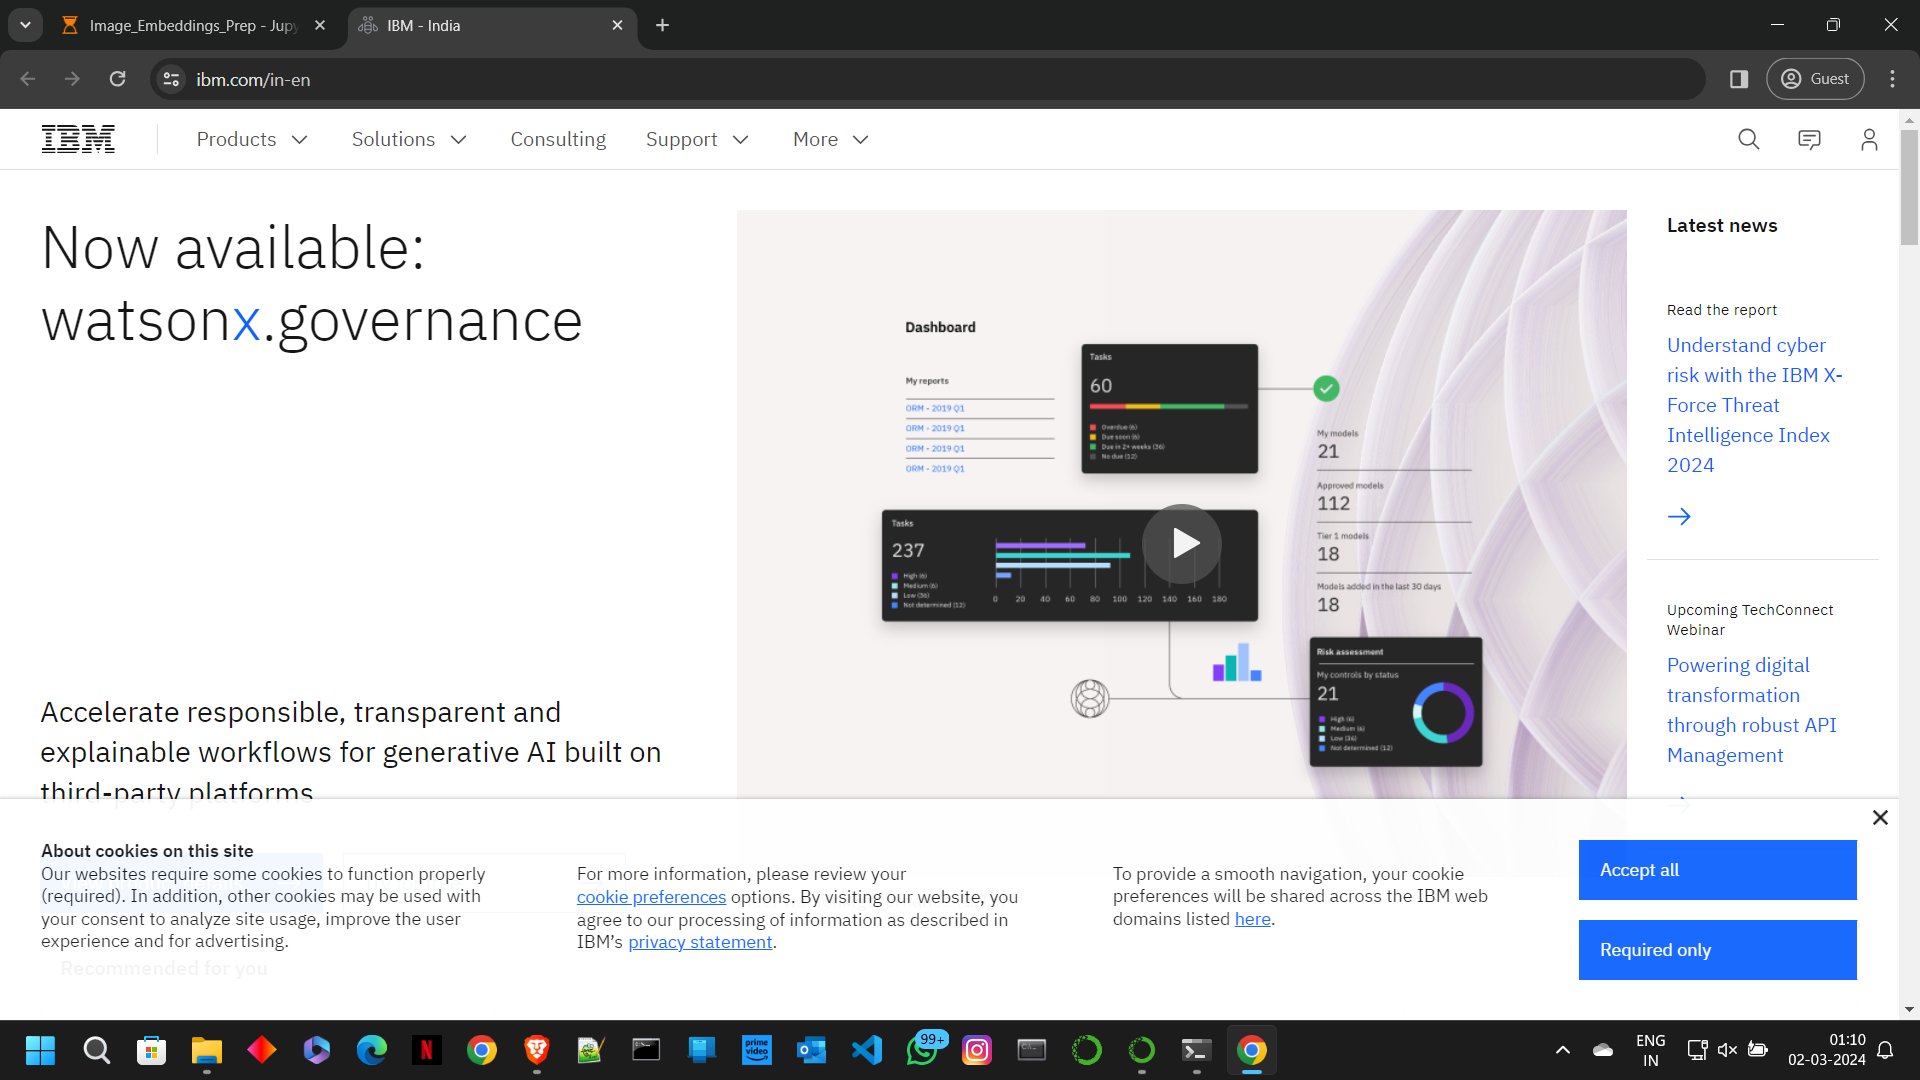 Image_Embeddings_Prep - Jupy
IBM - India
ibm.com/in-en
Guest
IBM
Products
Solutions
Consulting
Support
More
Now available:
watsonx.governance
Accelerate responsible, transparent and
explainable workflows for generative AI built on
third-party platforms
Dashboard
My reports
ORM - 2019 Q1
ORM - 2019 Q1
ORM - 2019 Q1
ORM - 2019 Q1
Tasks
60
Overdue (6)
Due soon (6)
Due in 2+ weeks (36)
No due (12)
My models
21
Approved models
112
Tier 1 models
18
Models added in the last 30 days
18
Tasks
237
High (6)
Medium (6)
Low (36)
Not determined (12)
0 20 40 60 80 100 120 140 160 180
Risk assessment
My controls by status
21
High (6)
Medium (6)
Low (36)
Not determined (12)
Latest news
Read the report
Understand cyber
risk with the IBM X-
Force Threat
Intelligence Index
2024
Upcoming TechConnect
Webinar
Powering digital
transformation
through robust API
Management
About cookies on this site
Our websites require some cookies to function properly
(required). In addition, other cookies may be used with
your consent to analyze site usage, improve the user
experience and for advertising.
For more information, please review your
cookie preferences options. By visiting our website, you
agree to our processing of information as described in
IBM’s privacy statement.
To provide a smooth navigation, your cookie
preferences will be shared across the IBM web
domains listed here.
Accept all
Required only
Recommended for you
prime video
99+
ENG
IN
01:10
02-03-2024